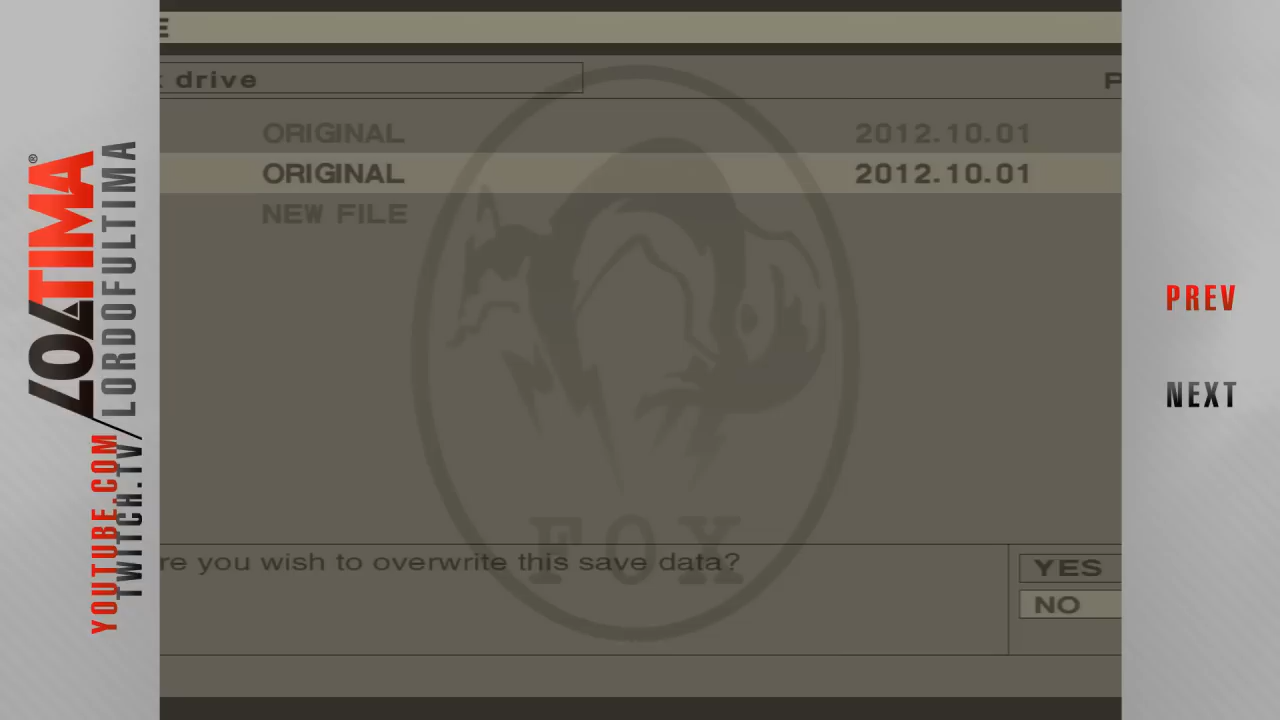 LO4TIMA®
YOUTUBE.COM
TWITCH.TV/LORDOFULTIMA
E
drive
P
ORIGINAL 2012.10.01
ORIGINAL 2012.10.01
NEW FILE
FOX
re you wish to overwrite this save data?
YES
NO
PREV
NEXT